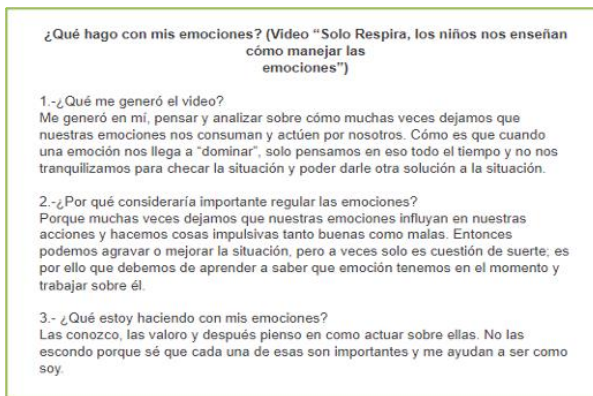 ¿Qué hago con mis emociones? (Video “Solo Respira, los niños nos enseñan
cómo manejar las
emociones”)
1.-¿Qué me generó el video?
Me generó en mí, pensar y analizar sobre cómo muchas veces dejamos que
nuestras emociones nos consuman y actúen por nosotros. Cómo es que cuando
una emoción nos llega a “dominar”, solo pensamos en eso todo el tiempo y no nos
tranquilizamos para checar la situación y poder darle otra solución a la situación.
2.-¿Por qué consideraría importante regular las emociones?
Porque muchas veces dejamos que nuestras emociones influyan en nuestras
acciones y hacemos cosas impulsivas tanto buenas como malas. Entonces
podemos agravar o mejorar la situación, pero a veces solo es cuestión de suerte; es
por ello que debemos de aprender a saber que emoción tenemos en el momento y
trabajar sobre él.
3.- ¿Qué estoy haciendo con mis emociones?
Las conozco, las valoro y después pienso en como actuar sobre ellas. No las
escondo porque sé que cada una de esas son importantes y me ayudan a ser como
soy.